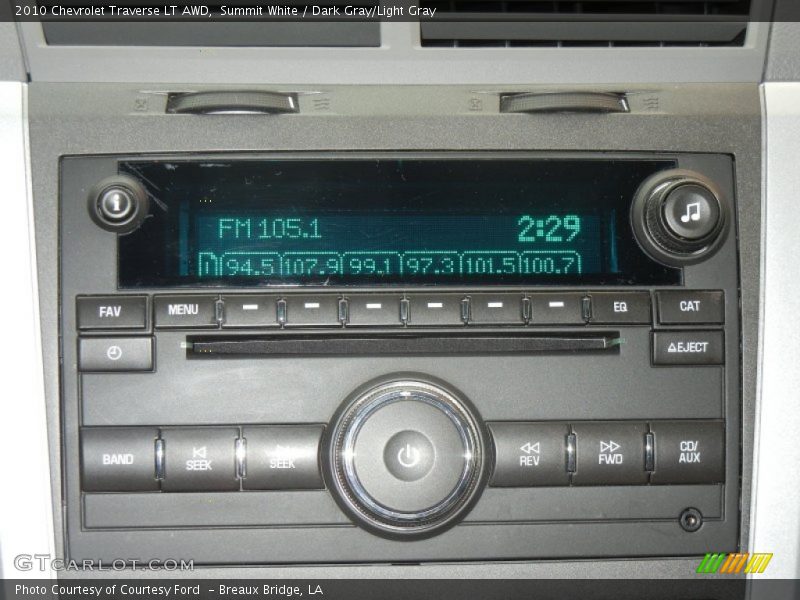 2010 Chevrolet Traverse LT AWD, Summit White / Dark Gray/Light Gray
FM 105.1 2:29
94.5 107.9 99.1 97.3 101.5 100.7
FAV MENU EQ CAT
EJECT
BAND SEEK SEEK REV FWD CD/AUX
GTCARLOT.COM
Photo Courtesy of Courtesy Ford - Breaux Bridge, LA